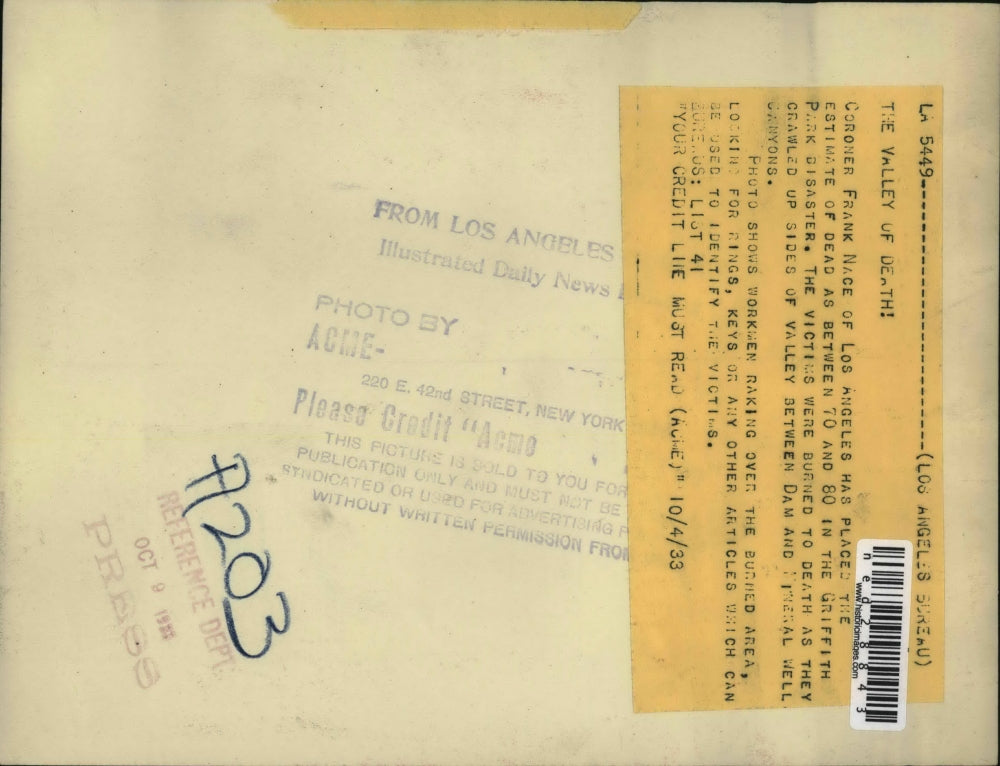 LA 5449-----------------------(LOS ANGELES BUREAU)
THE VALLEY OF DEATH!
CORONER FRANK NACE OF LOS ANGELES HAS PLACED THE
ESTIMATE OF DEAD AS BETWEEN 70 AND 80 IN THE GRIFFITH
PARK DISASTER. THE VICTIMS WERE BURNED TO DEATH AS THEY
CRAWLED UP SIDES OF VALLEY BETWEEN DAM AND MINERAL WELL
CANYONS.
PHOTO SHOWS WORKMEN RAKING OVER THE BURNED AREA,
LOOKING FOR RINGS, KEYS OR ANY OTHER ARTICLES WHICH CAN
BE USED TO IDENTIFY THE VICTIMS.
BUREAUS: LIST 41
"YOUR CREDIT LINE MUST READ (ACME)" 10/4/33
ned28843
www.historicimages.com
FROM LOS ANGELES
Illustrated Daily News
PHOTO BY
ACME-
220 E. 42nd STREET, NEW YORK
Please Credit "Acme
THIS PICTURE IS SOLD TO YOU FOR
PUBLICATION ONLY AND MUST NOT BE
SYNDICATED OR USED FOR ADVERTISING P
WITHOUT WRITTEN PERMISSION FROM
A203
REFERENCE DEPT.
OCT 9 1933
PRESS